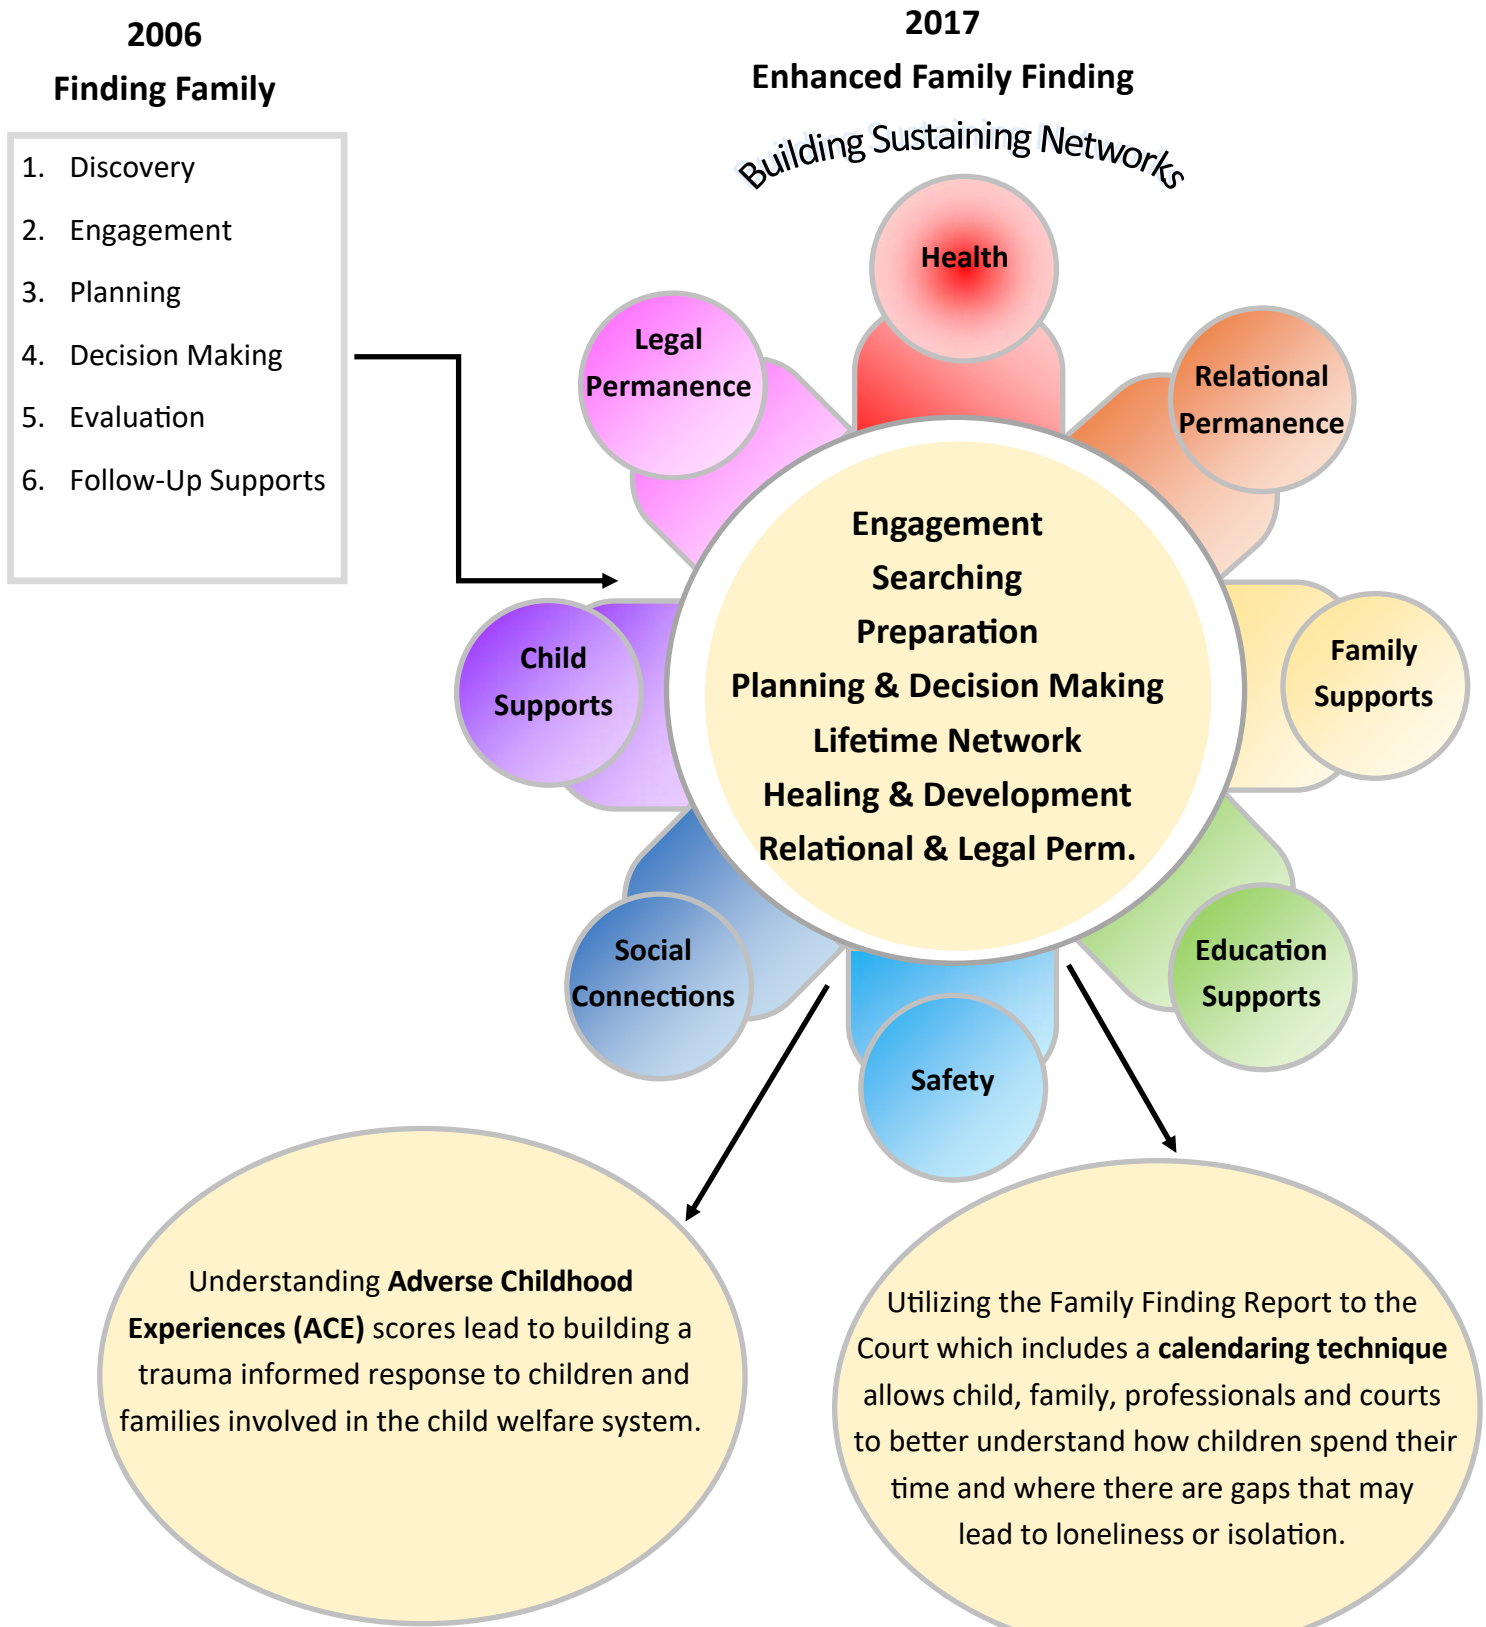 2006
Finding Family
1. Discovery
2. Engagement
3. Planning
4. Decision Making
5. Evaluation
6. Follow-Up Supports
2017
Enhanced Family Finding
Building Sustaining Networks
Health
Legal
Permanence
Relational
Permanence
Child
Supports
Engagement
Searching
Preparation
Planning & Decision Making
Lifetime Network
Healing & Development
Relational & Legal Perm.
Family
Supports
Social
Connections
Education
Supports
Safety
Understanding Adverse Childhood
Experiences (ACE) scores lead to building a
trauma informed response to children and
families involved in the child welfare system.
Utilizing the Family Finding Report to the
Court which includes a calendaring technique
allows child, family, professionals and courts
to better understand how children spend their
time and where there are gaps that may
lead to loneliness or isolation.